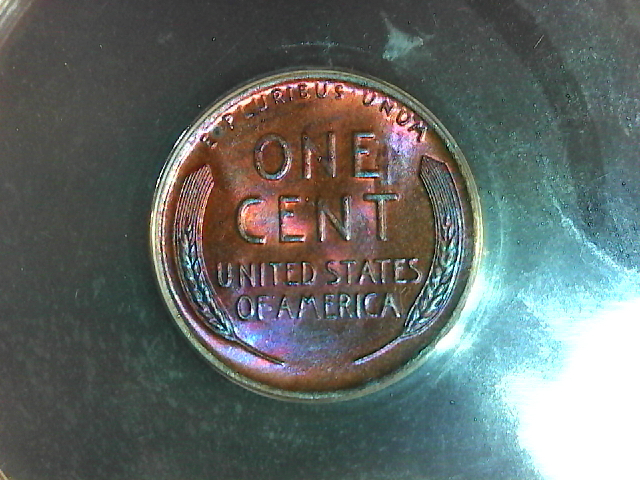 E·PLURIBUS·UNUM
ONE
CENT
UNITED STATES
OF AMERICA